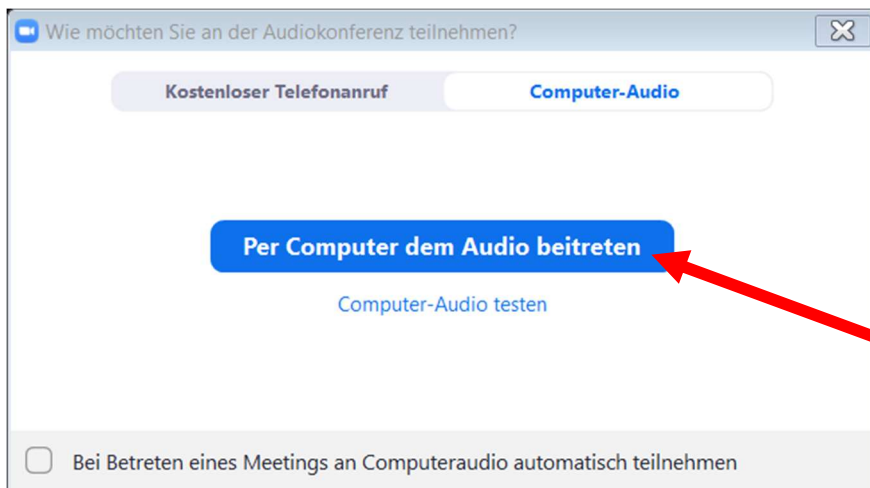 Wie möchten Sie an der Audiokonferenz teilnehmen?
Kostenloser Telefonanruf
Computer-Audio
Per Computer dem Audio beitreten
Computer-Audio testen
Bei Betreten eines Meetings an Computeraudio automatisch teilnehmen